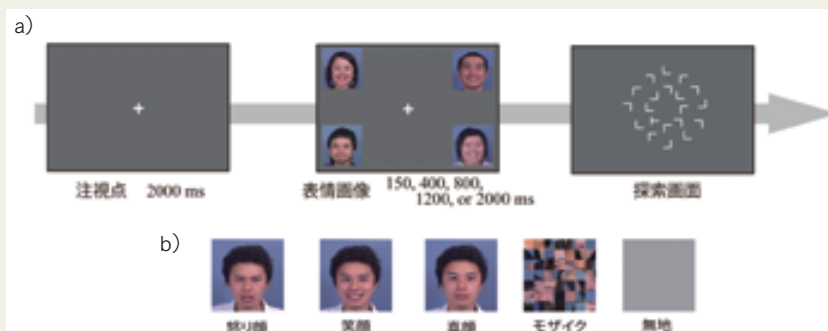 a)
注視点 2000 ms
表情画像 150, 400, 800,
1200, or 2000 ms
探索画面
b)
怒り顔 笑顔 真顔 モザイク 無地